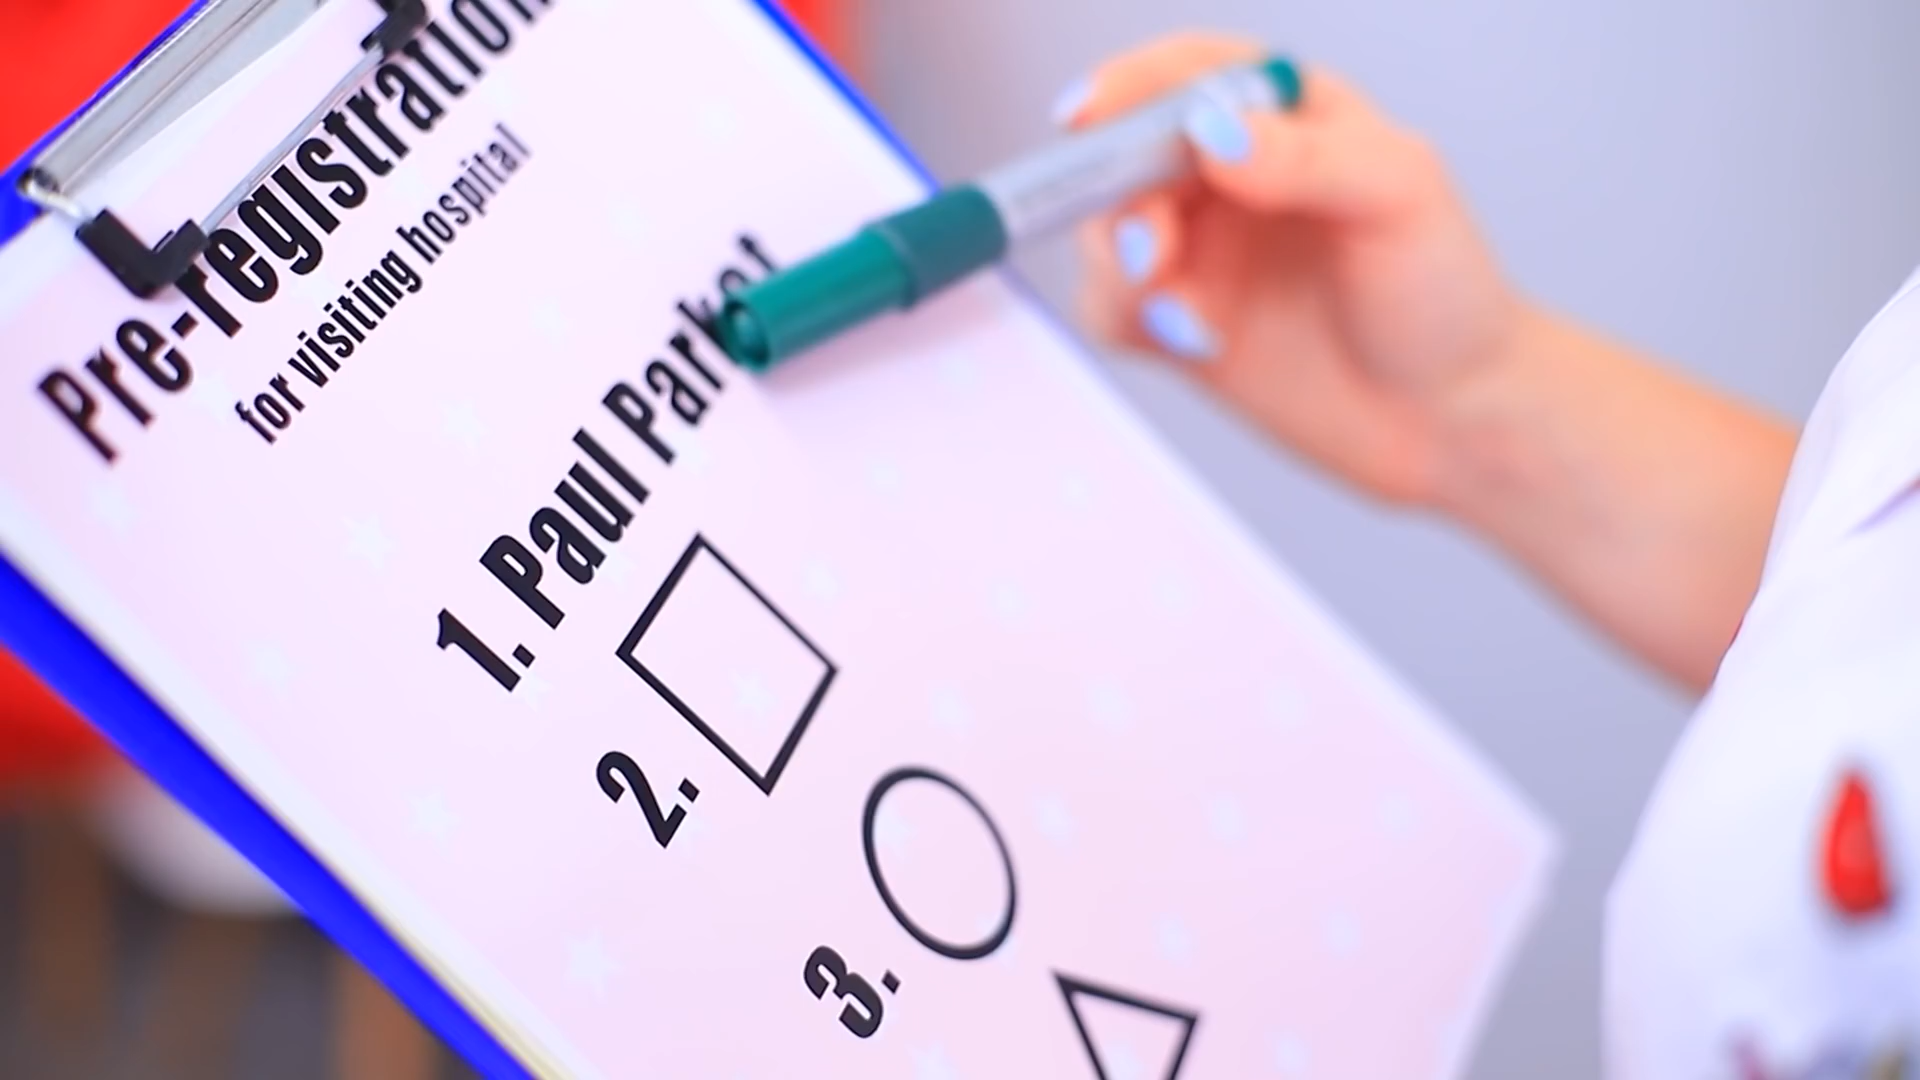 Pre-registration
for visiting hospital
1. Paul Parker
2.
3.